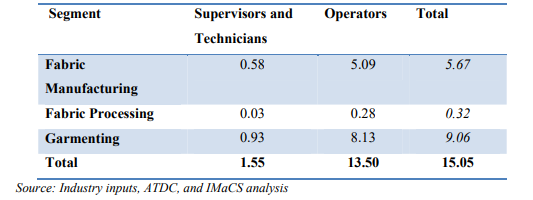 Segment Supervisors and Operators Total
Technicians
Fabric 0.58 5.09 5.67
Manufacturing
Fabric Processing 0.03 0.28 0.32
Garmenting 0.93 8.13 9.06
Total 1.55 13.50 15.05
Source: Industry inputs, ATDC, and IMaCS analysis